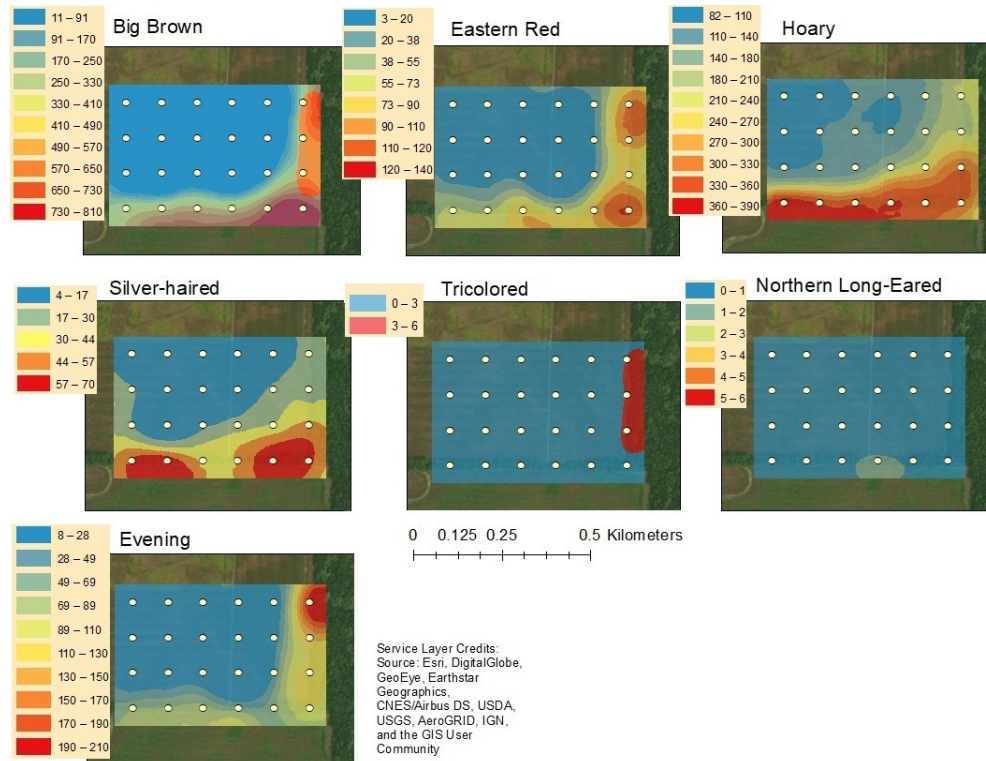 Big Brown
11 – 91
91 – 170
170 – 250
250 – 330
330 – 410
410 – 490
490 – 570
570 – 650
650 – 730
730 – 810
Eastern Red
3 – 20
20 – 38
38 – 55
55 – 73
73 – 90
90 – 110
110 – 120
120 – 140
Hoary
82 – 110
110 – 140
140 – 180
180 – 210
210 – 240
240 – 270
270 – 300
300 – 330
330 – 360
360 – 390
Silver-haired
4 – 17
17 – 30
30 – 44
44 – 57
57 – 70
Tricolored
0 – 3
3 – 6
Northern Long-Eared
0 – 1
1 – 2
2 – 3
3 – 4
4 – 5
5 – 6
Evening
8 – 28
28 – 49
49 – 69
69 – 89
89 – 110
110 – 130
130 – 150
150 – 170
170 – 190
190 – 210
0 0.125 0.25 0.5 Kilometers
Service Layer Credits:
Source: Esri, DigitalGlobe,
GeoEye, Earthstar
Geographics,
CNES/Airbus DS, USDA,
USGS, AeroGRID, IGN,
and the GIS User
Community